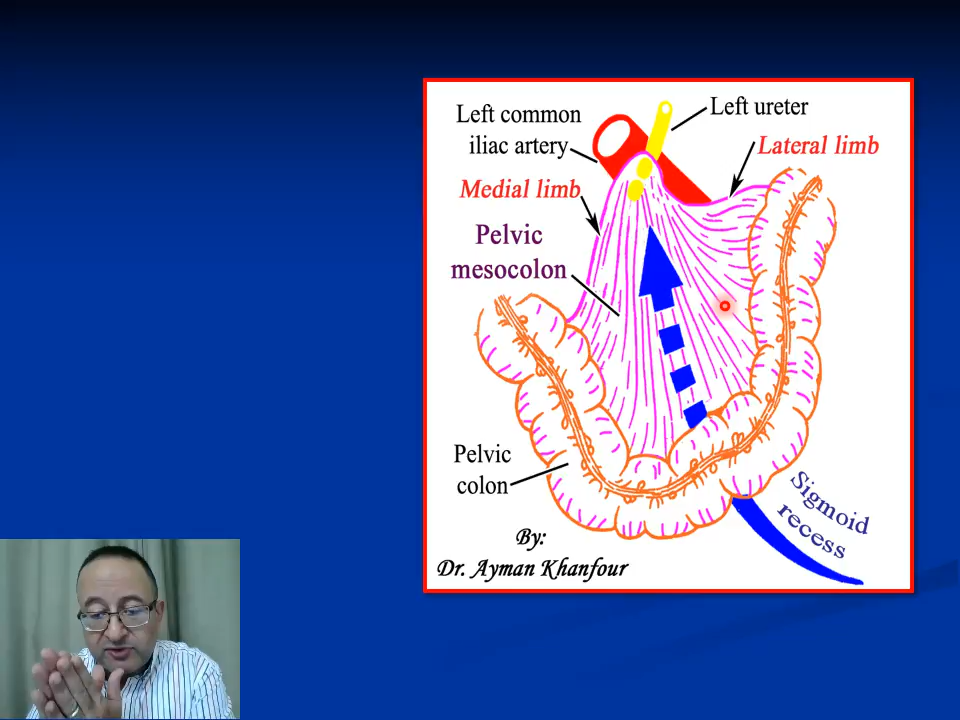 Left common
iliac artery
Left ureter
Lateral limb
Medial limb
Pelvic
mesocolon
Pelvic
colon
Sigmoid
recess
By:
Dr. Ayman Khanfour